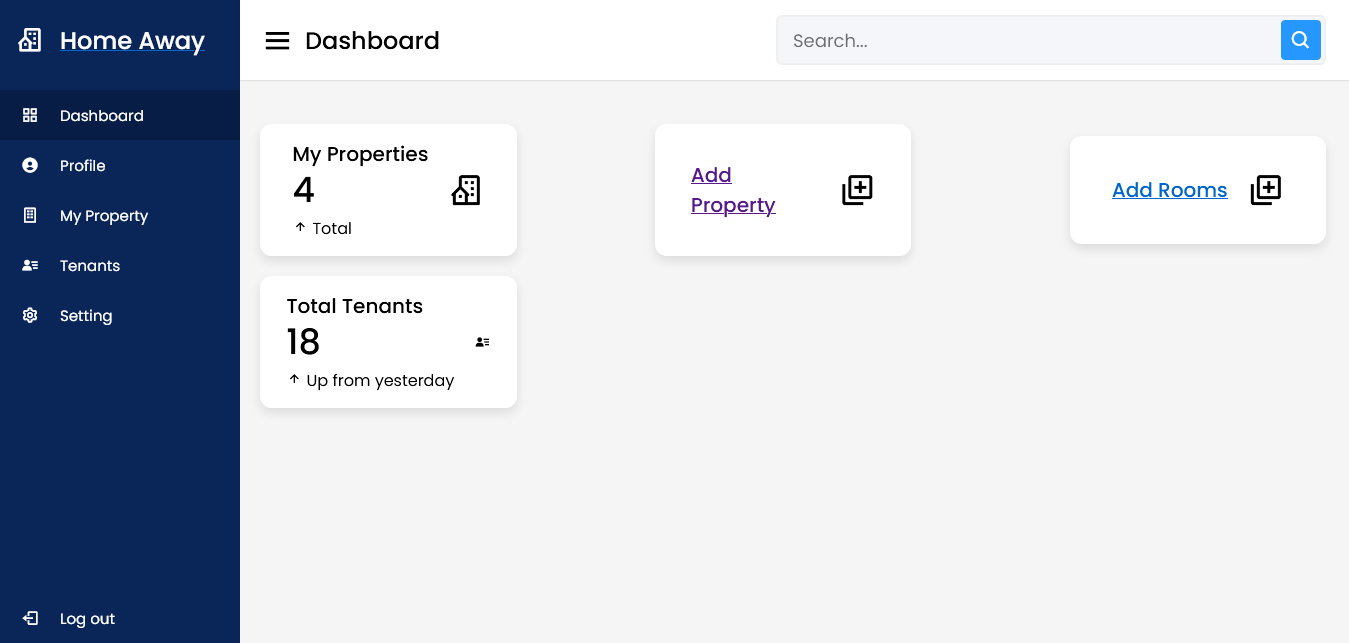 Home Away
Dashboard
Profile
My Property
Tenants
Setting
Log out
Dashboard
Search...
My Properties
4
Total
Add
Property
Add Rooms
Total Tenants
18
Up from yesterday